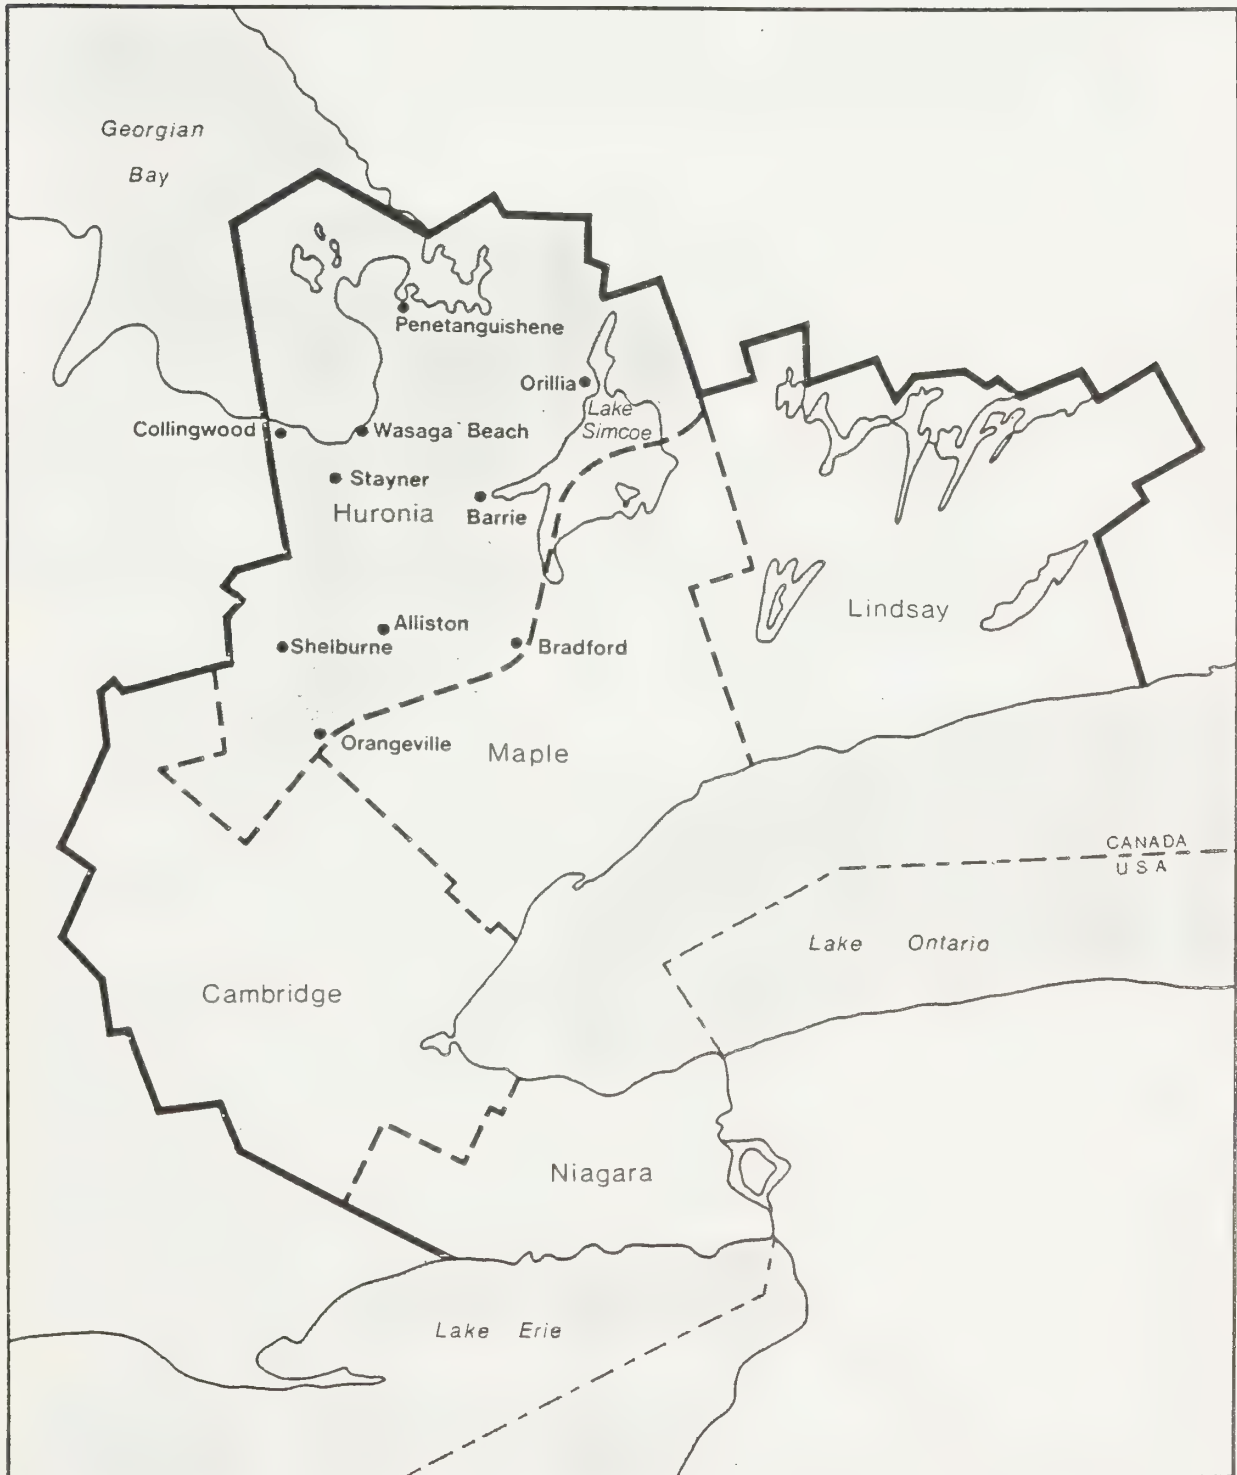 Georgian
Bay
Penetanguishene
Orillia
Lake
Simcoe
Collingwood
Wasaga Beach
Stayner
Huronia
Barrie
Lindsay
Alliston
Shelburne
Bradford
Orangeville
Maple
CANADA
USA
Lake Ontario
Cambridge
Niagara
Lake Erie